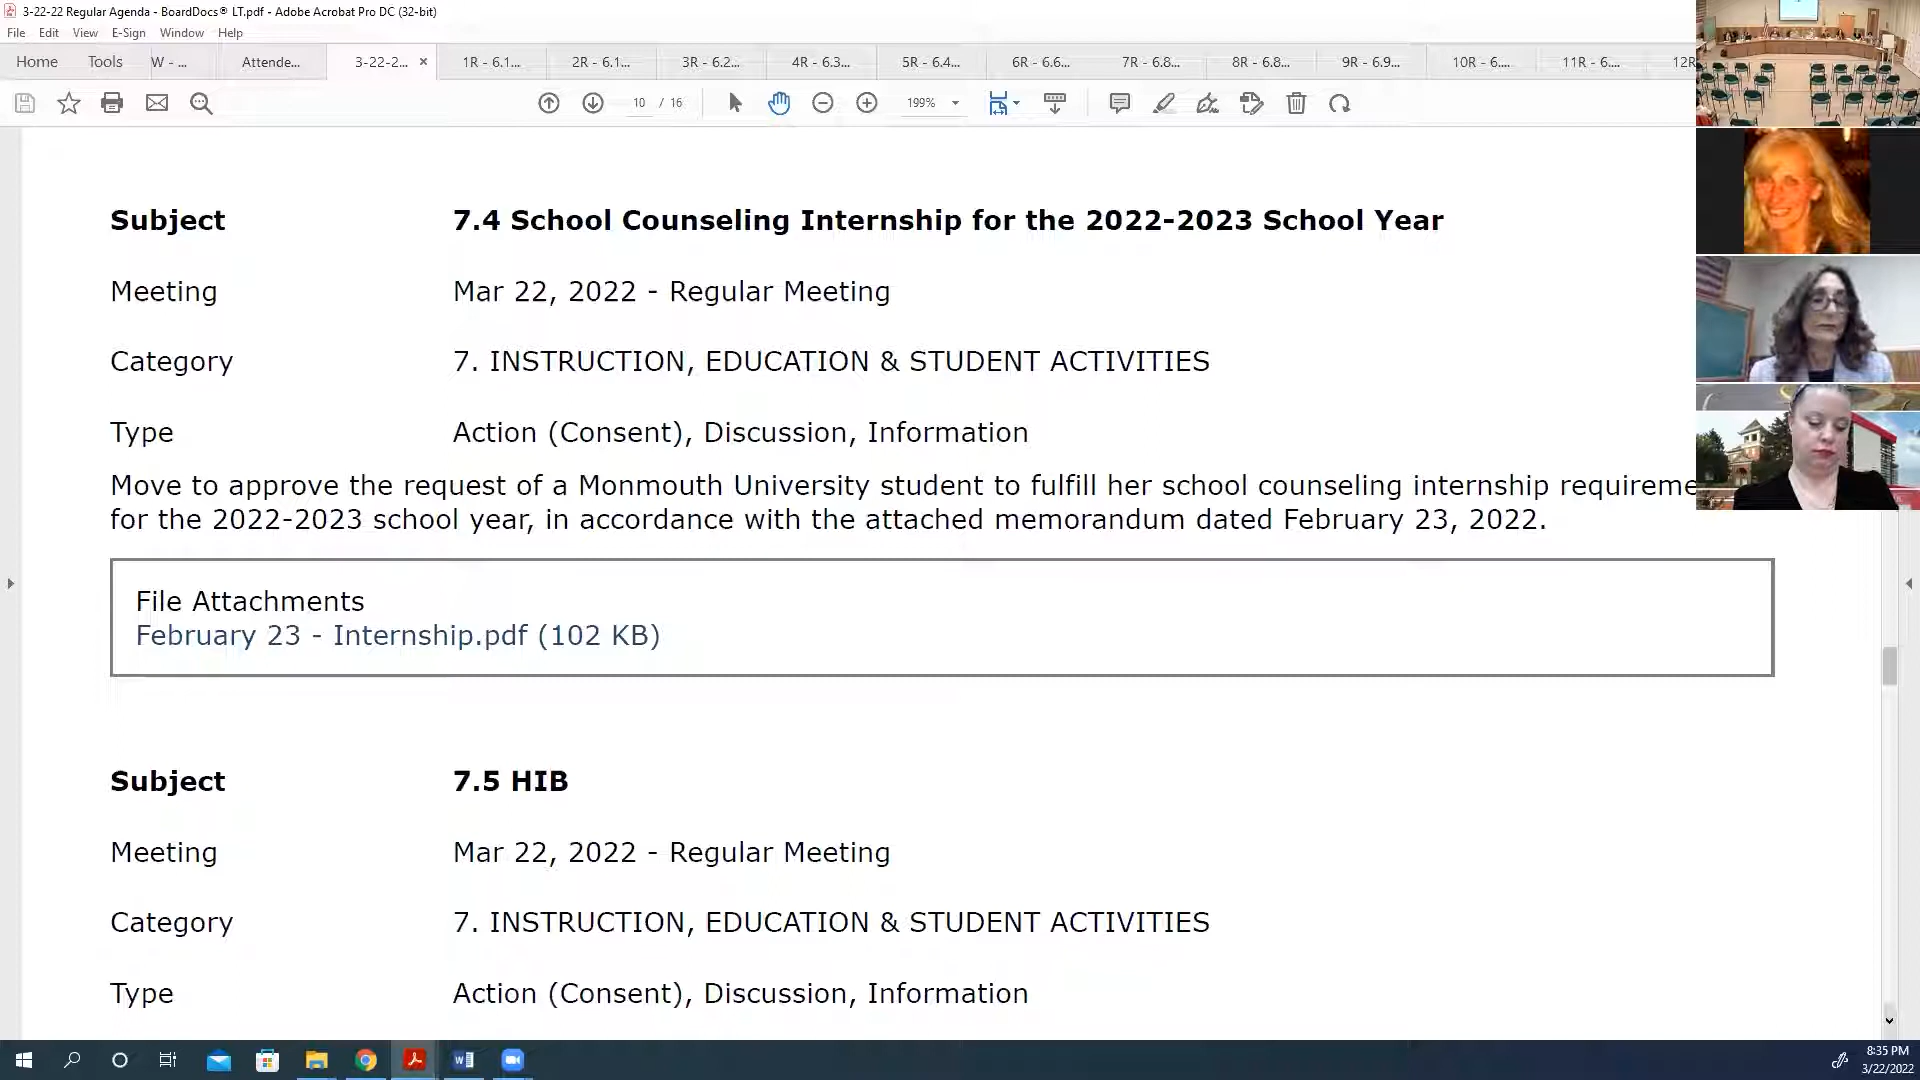 3-22-22 Regular Agenda - BoardDocs® LT.pdf - Adobe Acrobat Pro DC (32-bit)
File Edit View E-Sign Window Help
Home Tools W - ... Attende... 3-22-2... × 1R - 6.1... 2R - 6.1... 3R - 6.2... 4R - 6.3... 5R - 6.4... 6R - 6.6... 7R - 6.8... 8R - 6.8... 9R - 6.9... 10R - 6.... 11R - 6.... 12R
10 / 16 199%
Subject 7.4 School Counseling Internship for the 2022-2023 School Year
Meeting Mar 22, 2022 - Regular Meeting
Category 7. INSTRUCTION, EDUCATION & STUDENT ACTIVITIES
Type Action (Consent), Discussion, Information
Move to approve the request of a Monmouth University student to fulfill her school counseling internship requireme
for the 2022-2023 school year, in accordance with the attached memorandum dated February 23, 2022.
File Attachments
February 23 - Internship.pdf (102 KB)
Subject 7.5 HIB
Meeting Mar 22, 2022 - Regular Meeting
Category 7. INSTRUCTION, EDUCATION & STUDENT ACTIVITIES
Type Action (Consent), Discussion, Information
8:35 PM
3/22/2022